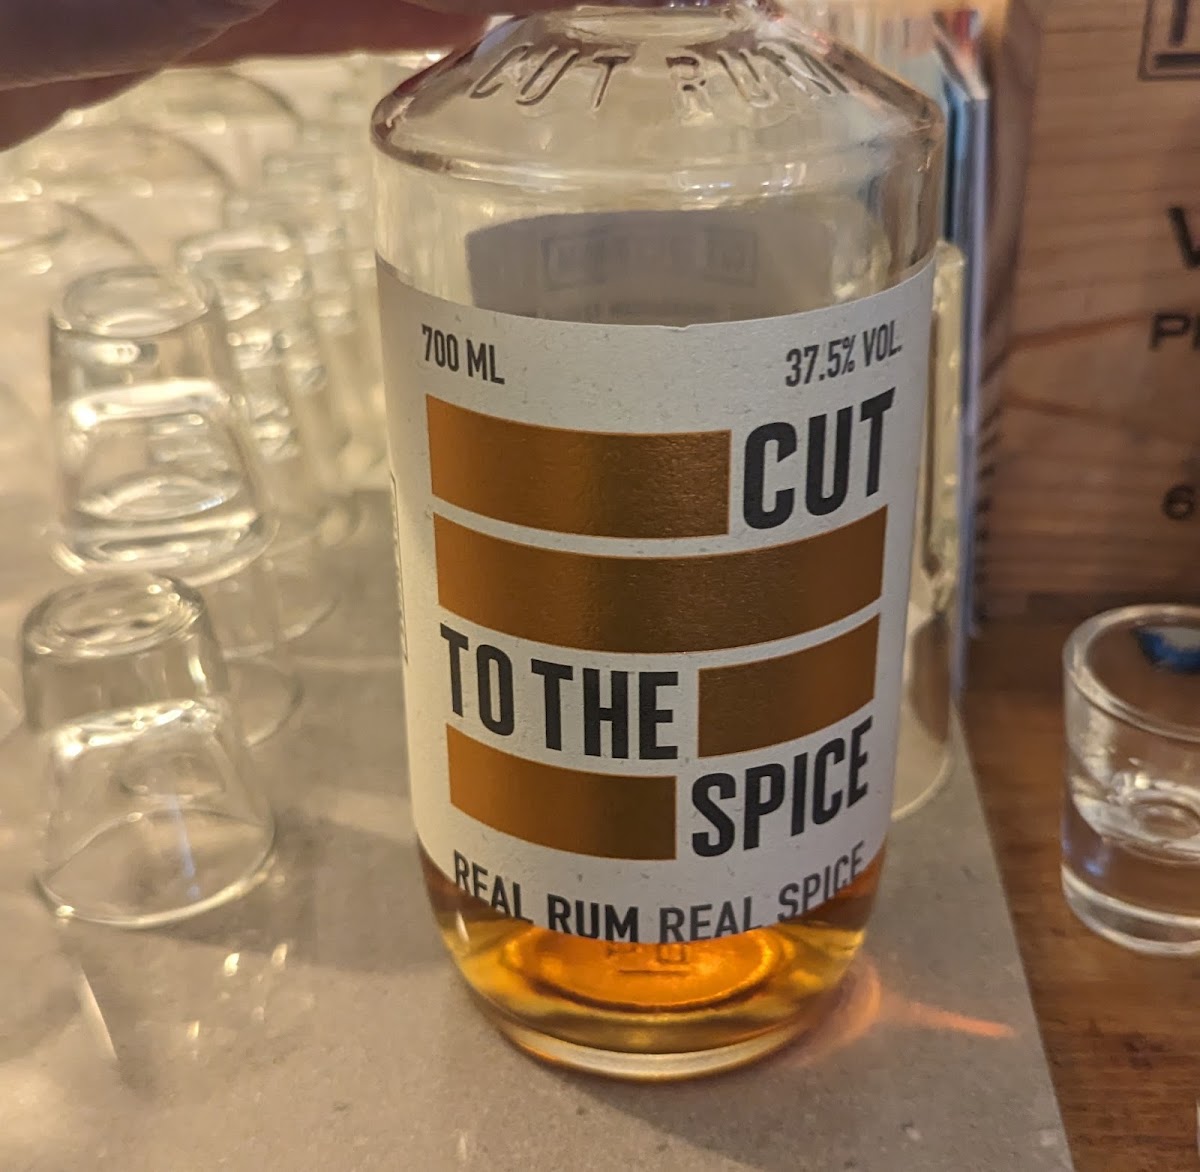 CUT RUM
700 ML
37.5% VOL.
CUT
TO THE
SPICE
REAL RUM REAL SPICE